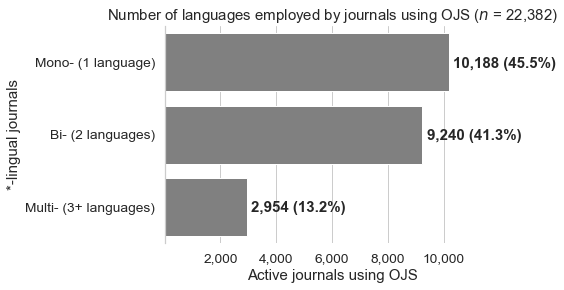 Number of languages employed by journals using OJS (n = 22,382)
*-lingual journals
Mono- (1 language)
10,188 (45.5%)
Bi- (2 languages)
9,240 (41.3%)
Multi- (3+ languages)
2,954 (13.2%)
2,000 4,000 6,000 8,000 10,000
Active journals using OJS